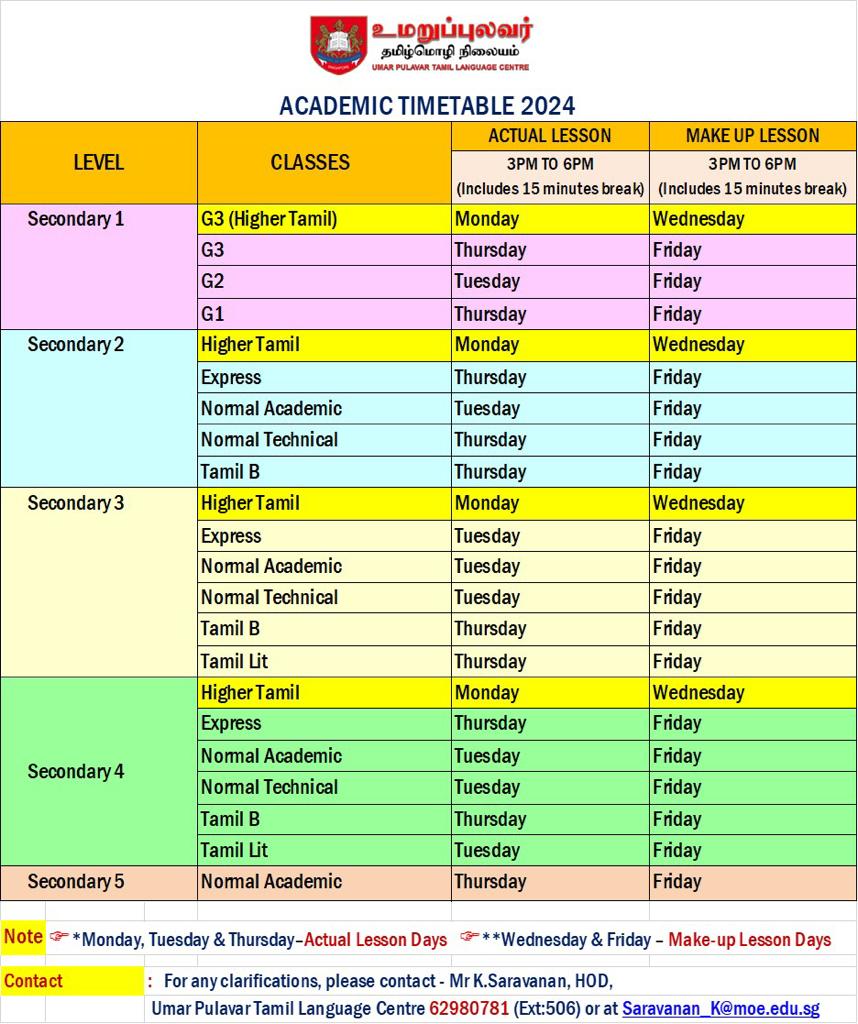 உமறுப்புலவர்
தமிழ்மொழி நிலையம்
UMAR PULAVAR TAMIL LANGUAGE CENTRE
ACADEMIC TIMETABLE 2024
LEVEL CLASSES ACTUAL LESSON MAKE UP LESSON
3PM TO 6PM 3PM TO 6PM
(Includes 15 minutes break) (Includes 15 minutes break)
Secondary 1 G3 (Higher Tamil) Monday Wednesday
G3 Thursday Friday
G2 Tuesday Friday
G1 Thursday Friday
Secondary 2 Higher Tamil Monday Wednesday
Express Thursday Friday
Normal Academic Tuesday Friday
Normal Technical Thursday Friday
Tamil B Thursday Friday
Secondary 3 Higher Tamil Monday Wednesday
Express Tuesday Friday
Normal Academic Tuesday Friday
Normal Technical Tuesday Friday
Tamil B Thursday Friday
Tamil Lit Thursday Friday
Higher Tamil Monday Wednesday
Express Thursday Friday
Secondary 4 Normal Academic Tuesday Friday
Normal Technical Tuesday Friday
Tamil B Thursday Friday
Tamil Lit Tuesday Friday
Secondary 5 Normal Academic Thursday Friday
Note ☞ *Monday, Tuesday & Thursday–Actual Lesson Days ☞ **Wednesday & Friday – Make-up Lesson Days
Contact : For any clarifications, please contact - Mr K.Saravanan, HOD,
Umar Pulavar Tamil Language Centre 62980781 (Ext:506) or at Saravanan_K@moe.edu.sg